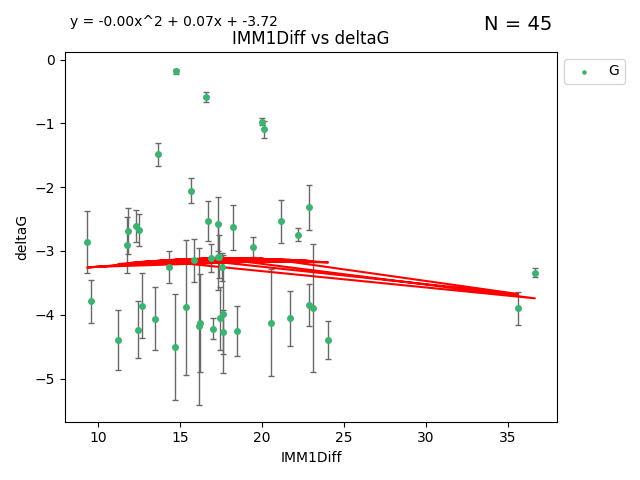 y = -0.00x^2 + 0.07x + -3.72
N = 45
IMM1Diff vs deltaG
G
0
−1
−2
−3
−4
−5
deltaG
10 15 20 25 30 35
IMM1Diff